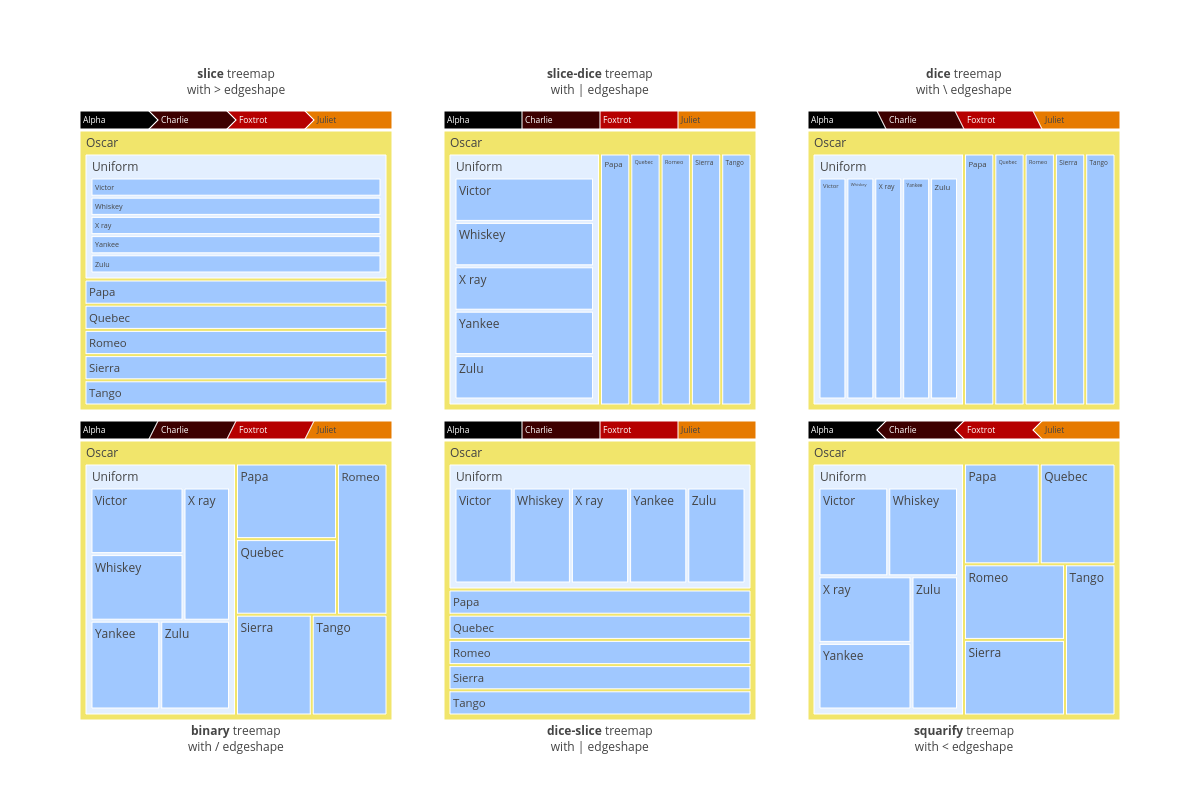 slice treemap
with > edgeshape
Alpha
Charlie
Foxtrot
Juliet
Oscar
Uniform
Victor
Whiskey
X ray
Yankee
Zulu
Papa
Quebec
Romeo
Sierra
Tango
slice-dice treemap
with | edgeshape
Alpha
Charlie
Foxtrot
Juliet
Oscar
Uniform
Papa
Quebec
Romeo
Sierra
Tango
Victor
Whiskey
X ray
Yankee
Zulu
dice treemap
with \ edgeshape
Alpha
Charlie
Foxtrot
Juliet
Oscar
Uniform
Papa
Quebec
Romeo
Sierra
Tango
Victor
Whiskey
X ray
Yankee
Zulu
Alpha
Charlie
Foxtrot
Juliet
Oscar
Uniform
Papa
Romeo
Victor
X ray
Quebec
Whiskey
Yankee
Zulu
Sierra
Tango
binary treemap
with / edgeshape
Alpha
Charlie
Foxtrot
Juliet
Oscar
Uniform
Victor
Whiskey
X ray
Yankee
Zulu
Papa
Quebec
Romeo
Sierra
Tango
dice-slice treemap
with | edgeshape
Alpha
Charlie
Foxtrot
Juliet
Oscar
Uniform
Papa
Quebec
Victor
Whiskey
Romeo
Tango
X ray
Zulu
Sierra
Yankee
squarify treemap
with < edgeshape